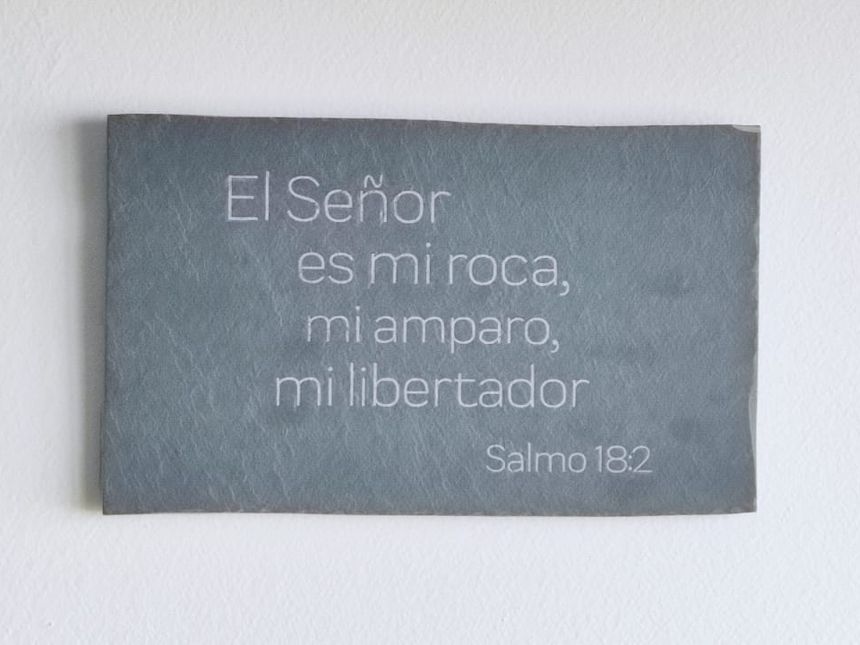 El Señor
es mi roca,
mi amparo,
mi libertador
Salmo 18:2